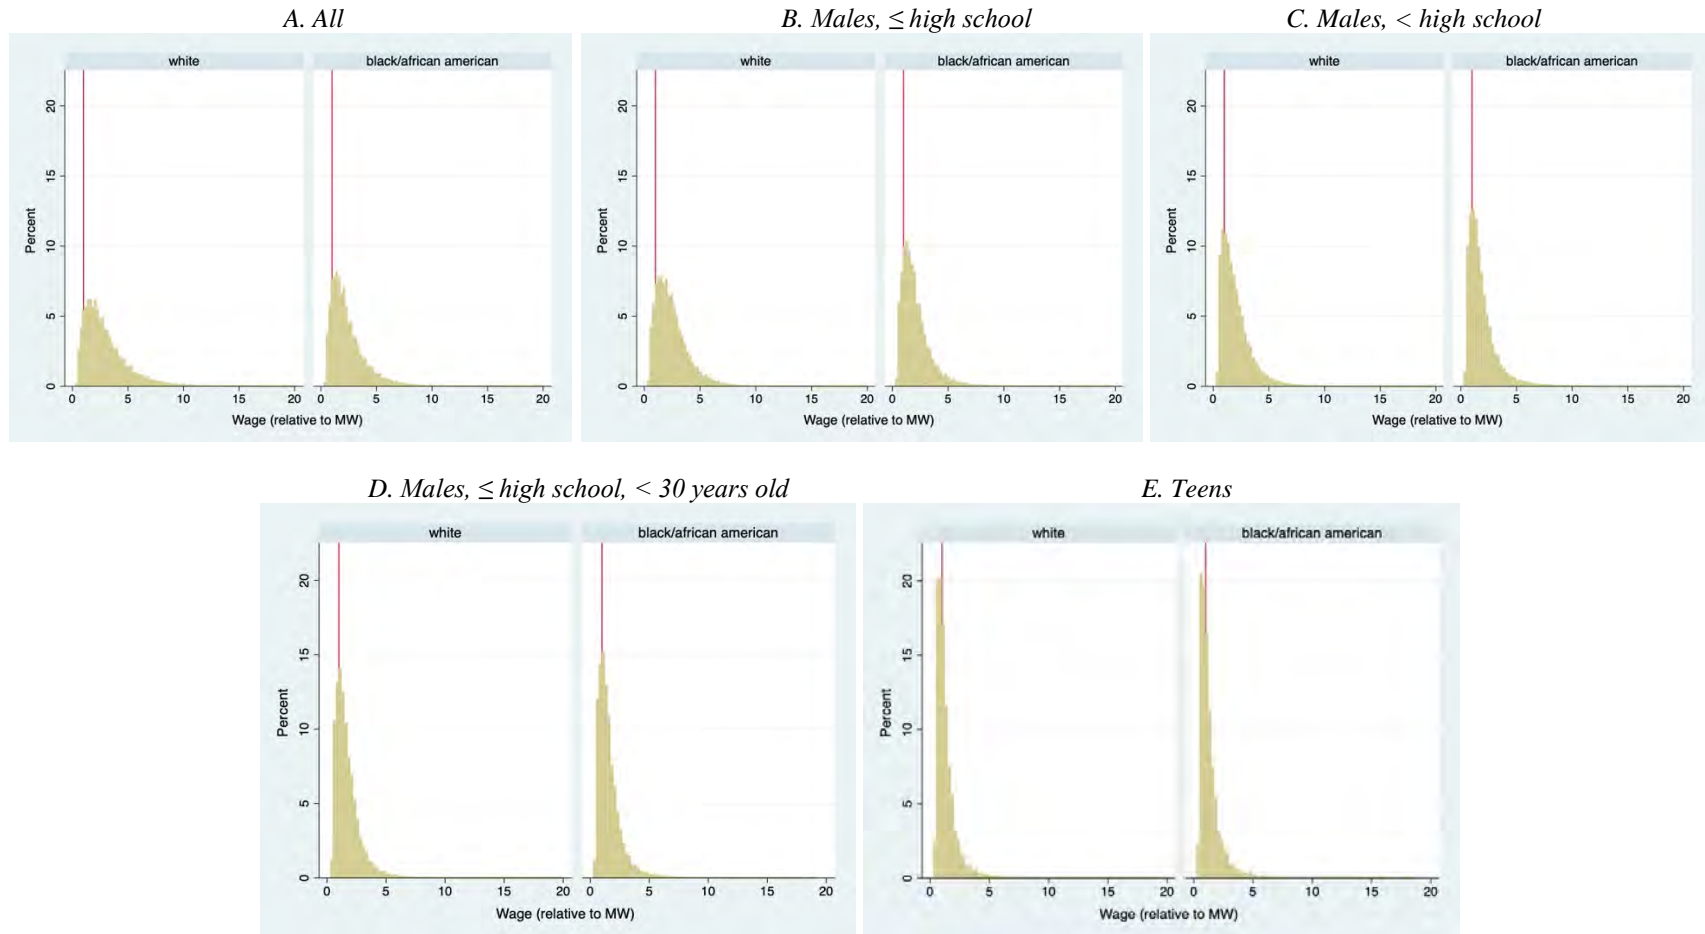 A. All
white
black/african american
Percent
20
15
10
5
0
0 5 10 15 20
0 5 10 15 20
Wage (relative to MW)
B. Males, ≤ high school
white
black/african american
Percent
20
15
10
5
0
0 5 10 15 20
0 5 10 15 20
Wage (relative to MW)
C. Males, < high school
white
black/african american
Percent
20
15
10
5
0
0 5 10 15 20
0 5 10 15 20
Wage (relative to MW)
D. Males, ≤ high school, < 30 years old
white
black/african american
Percent
20
15
10
5
0
0 5 10 15 20
0 5 10 15 20
Wage (relative to MW)
E. Teens
white
black/african american
Percent
20
15
10
5
0
0 5 10 15 20
0 5 10 15 20
Wage (relative to MW)